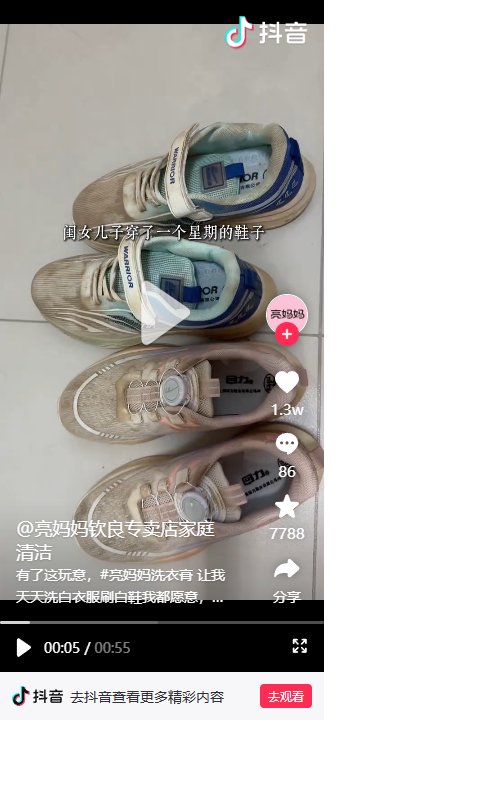 抖音
WARRIOR
闺女儿子穿了一个星期的鞋子
WARRIOR
亮妈妈
1.3w
回力
86
@亮妈妈钦良专卖店家庭
清洁
7788
有了这玩意，#亮妈妈洗衣膏 让我
天天洗白衣服刷白鞋我都愿意，...
分享
00:05 / 00:55
抖音 去抖音查看更多精彩内容
去观看